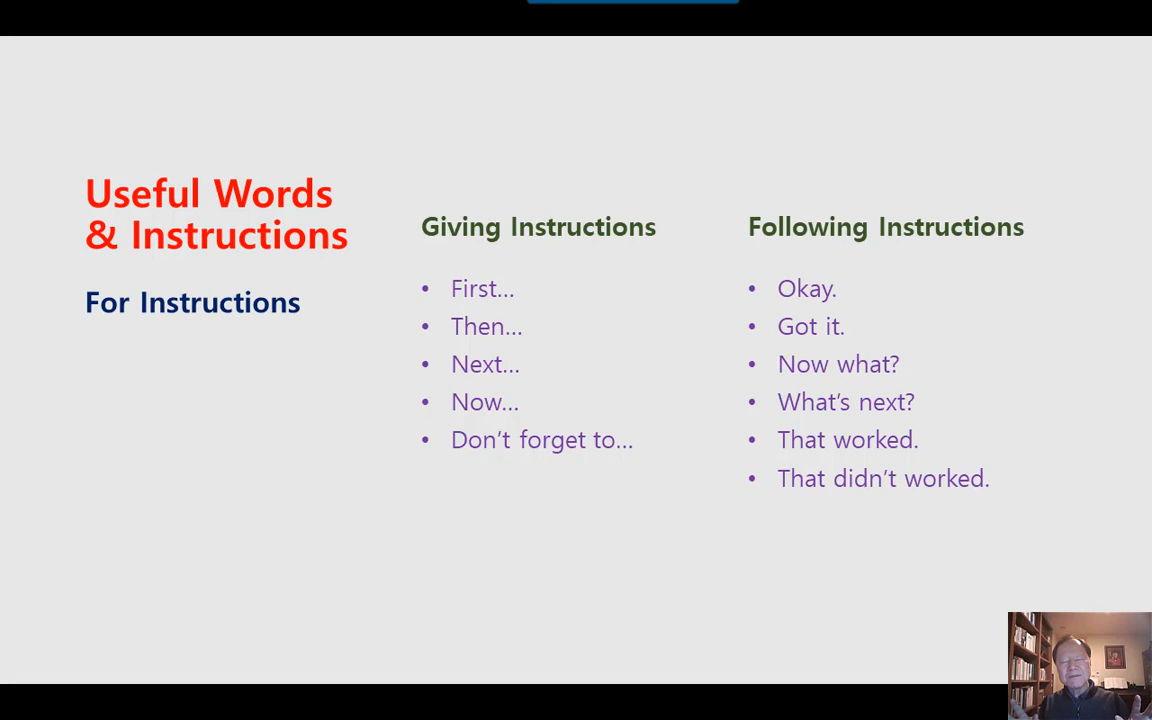 Useful Words
& Instructions
For Instructions
Giving Instructions
• First…
• Then…
• Next…
• Now…
• Don’t forget to…
Following Instructions
• Okay.
• Got it.
• Now what?
• What’s next?
• That worked.
• That didn’t worked.